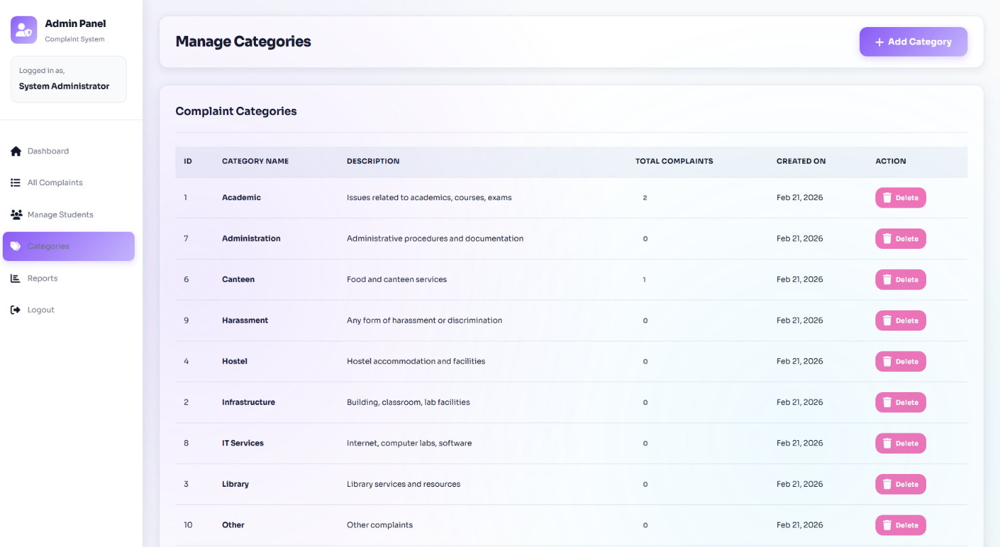 Admin Panel
Complaint System
Logged in as,
System Administrator
Dashboard
All Complaints
Manage Students
Categories
Reports
Logout
Manage Categories
+ Add Category
Complaint Categories
ID CATEGORY NAME DESCRIPTION TOTAL COMPLAINTS CREATED ON ACTION
1 Academic Issues related to academics, courses, exams 2 Feb 21, 2026 Delete
7 Administration Administrative procedures and documentation 0 Feb 21, 2026 Delete
6 Canteen Food and canteen services 1 Feb 21, 2026 Delete
9 Harassment Any form of harassment or discrimination 0 Feb 21, 2026 Delete
4 Hostel Hostel accommodation and facilities 0 Feb 21, 2026 Delete
2 Infrastructure Building, classroom, lab facilities 0 Feb 21, 2026 Delete
8 IT Services Internet, computer labs, software 0 Feb 21, 2026 Delete
3 Library Library services and resources 0 Feb 21, 2026 Delete
10 Other Other complaints 0 Feb 21, 2026 Delete